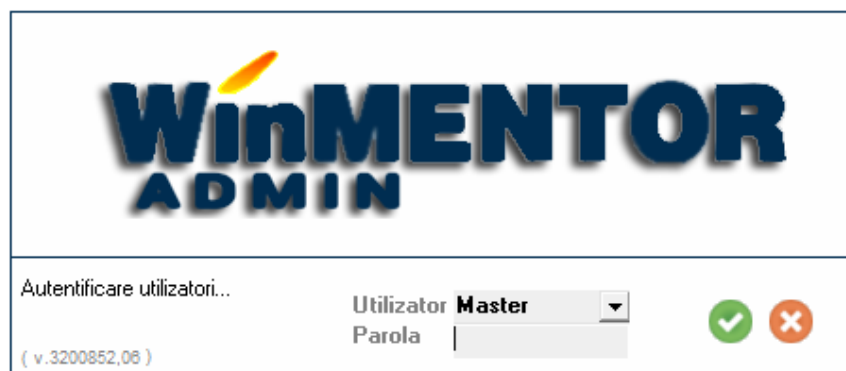 WinMENTOR
ADMIN
Autentificare utilizatori...
Utilizator Master
Parola
( v.3200852,06 )